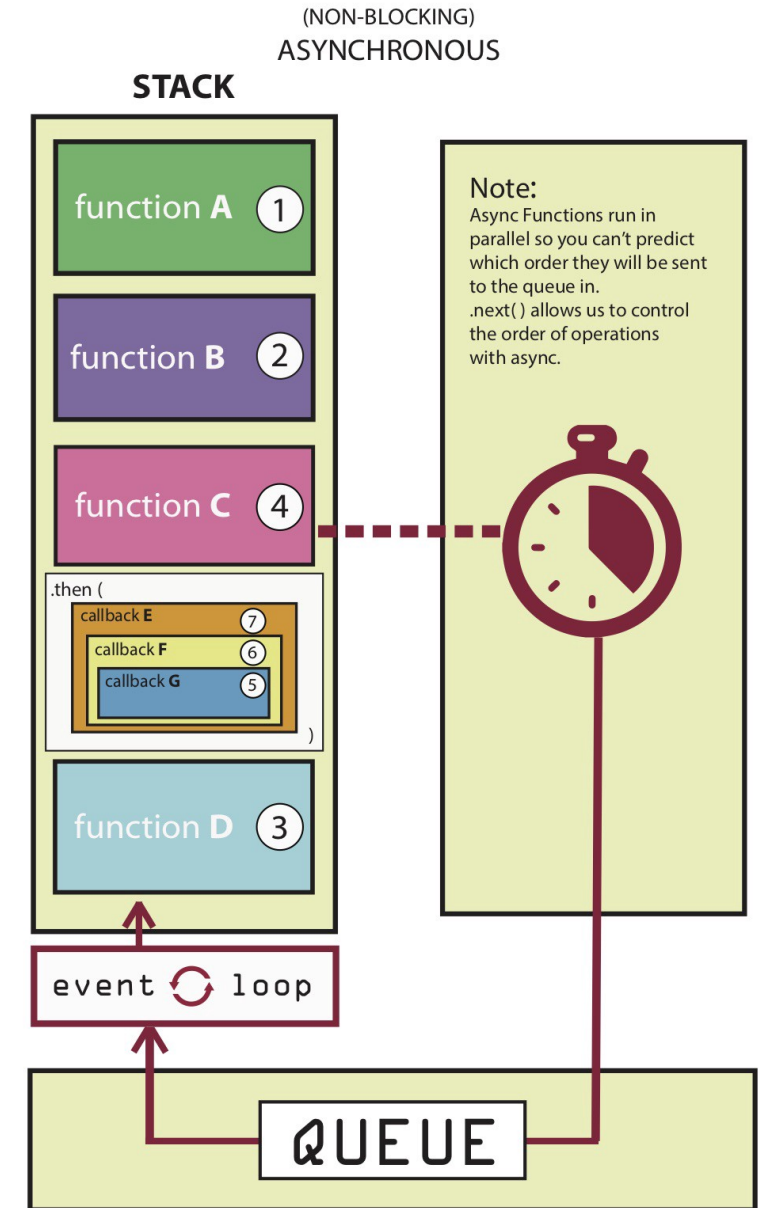 (NON-BLOCKING)
ASYNCHRONOUS
STACK
function A 1
function B 2
function C 4
.then (
callback E 7
callback F 6
callback G 5
)
function D 3
event loop
Note:
Async Functions run in
parallel so you can’t predict
which order they will be sent
to the queue in.
.next( ) allows us to control
the order of operations
with async.
QUEUE